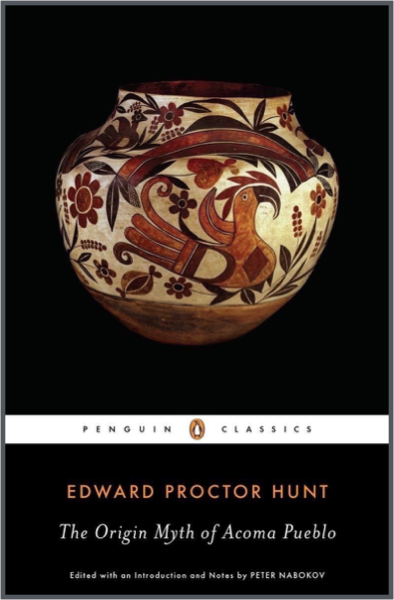 PENGUIN CLASSICS
EDWARD PROCTOR HUNT
The Origin Myth of Acoma Pueblo
Edited with an Introduction and Notes by PETER NABOKOV